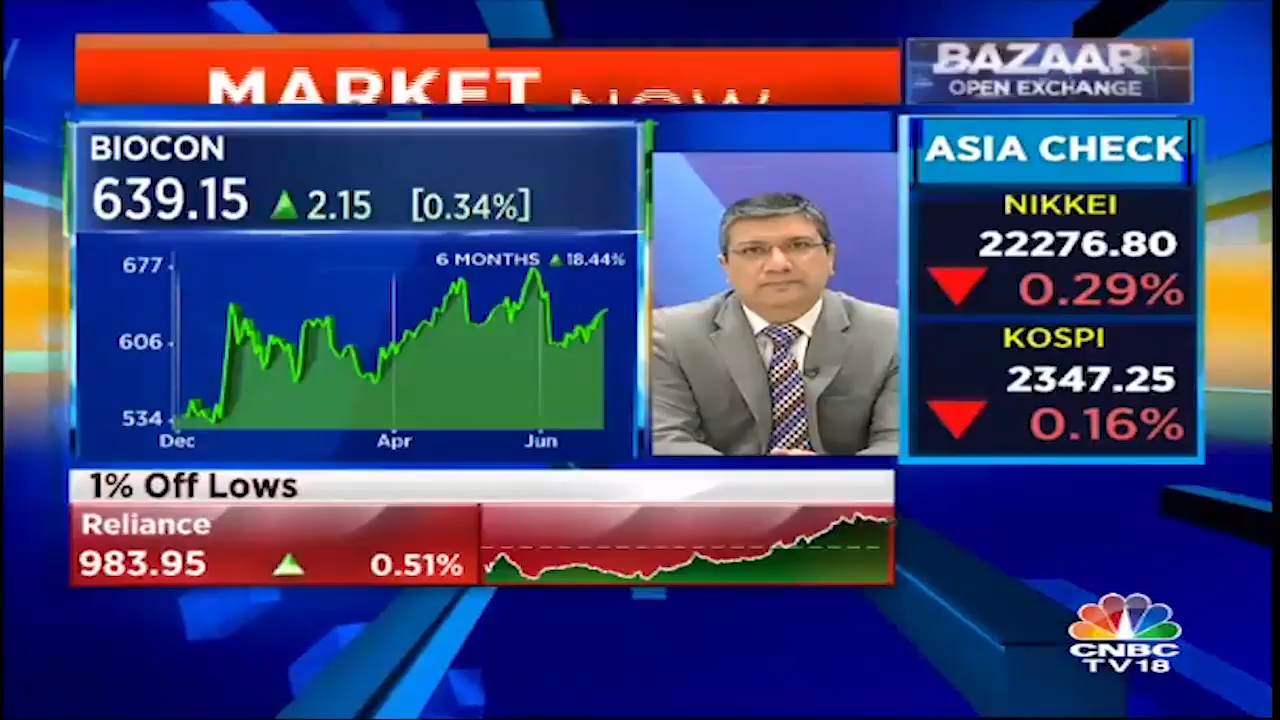 MARKET NOW
BAZAAR
OPEN EXCHANGE
BIOCON
639.15 ▲ 2.15 [0.34%]
6 MONTHS ▲ 18.44%
677
606
534
Dec Apr Jun
ASIA CHECK
NIKKEI
22276.80
▼ 0.29%
KOSPI
2347.25
▼ 0.16%
1% Off Lows
Reliance
983.95 ▲ 0.51%
CNBC
TV18